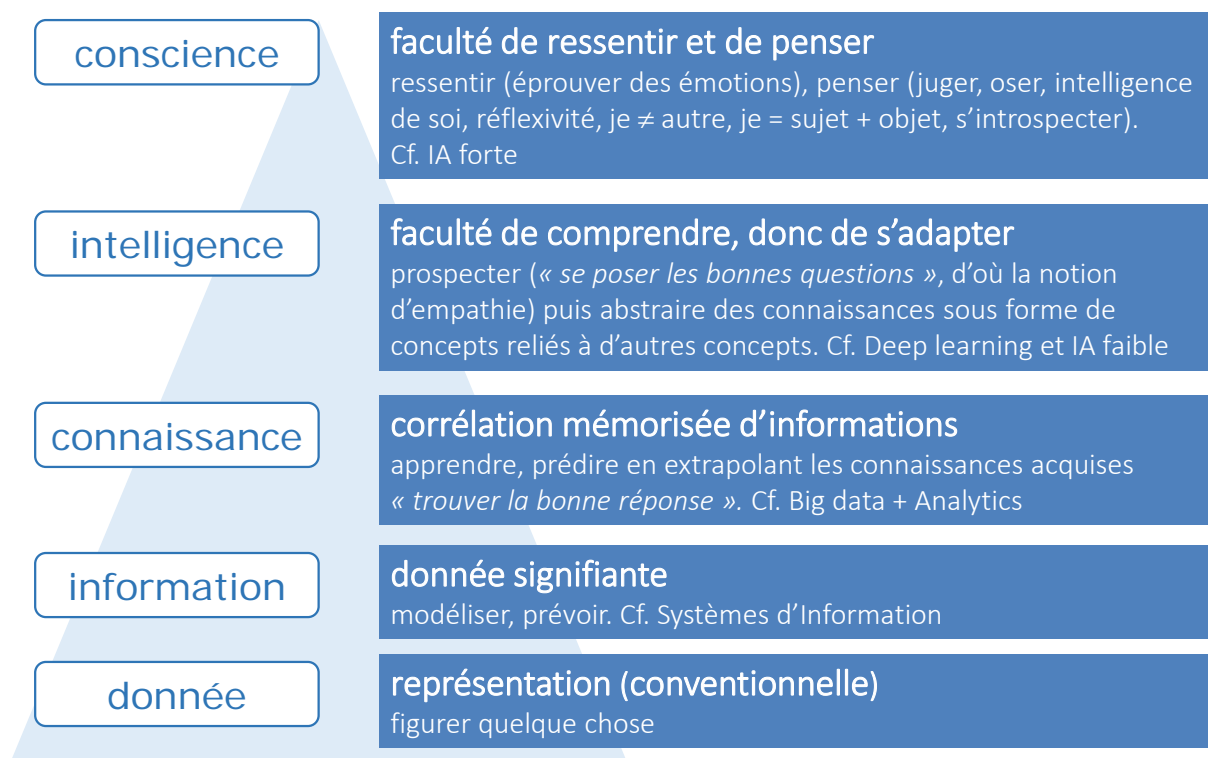 conscience
faculté de ressentir et de penser
ressentir (éprouver des émotions), penser (juger, oser, intelligence
de soi, réflexivité, je ≠ autre, je = sujet + objet, s’introspecter).
Cf. IA forte
intelligence
faculté de comprendre, donc de s’adapter
prospecter (« se poser les bonnes questions », d’où la notion
d’empathie) puis abstraire des connaissances sous forme de
concepts reliés à d’autres concepts. Cf. Deep learning et IA faible
connaissance
corrélation mémorisée d’informations
apprendre, prédire en extrapolant les connaissances acquises
« trouver la bonne réponse ». Cf. Big data + Analytics
information
donnée signifiante
modéliser, prévoir. Cf. Systèmes d’Information
donnée
représentation (conventionnelle)
figurer quelque chose